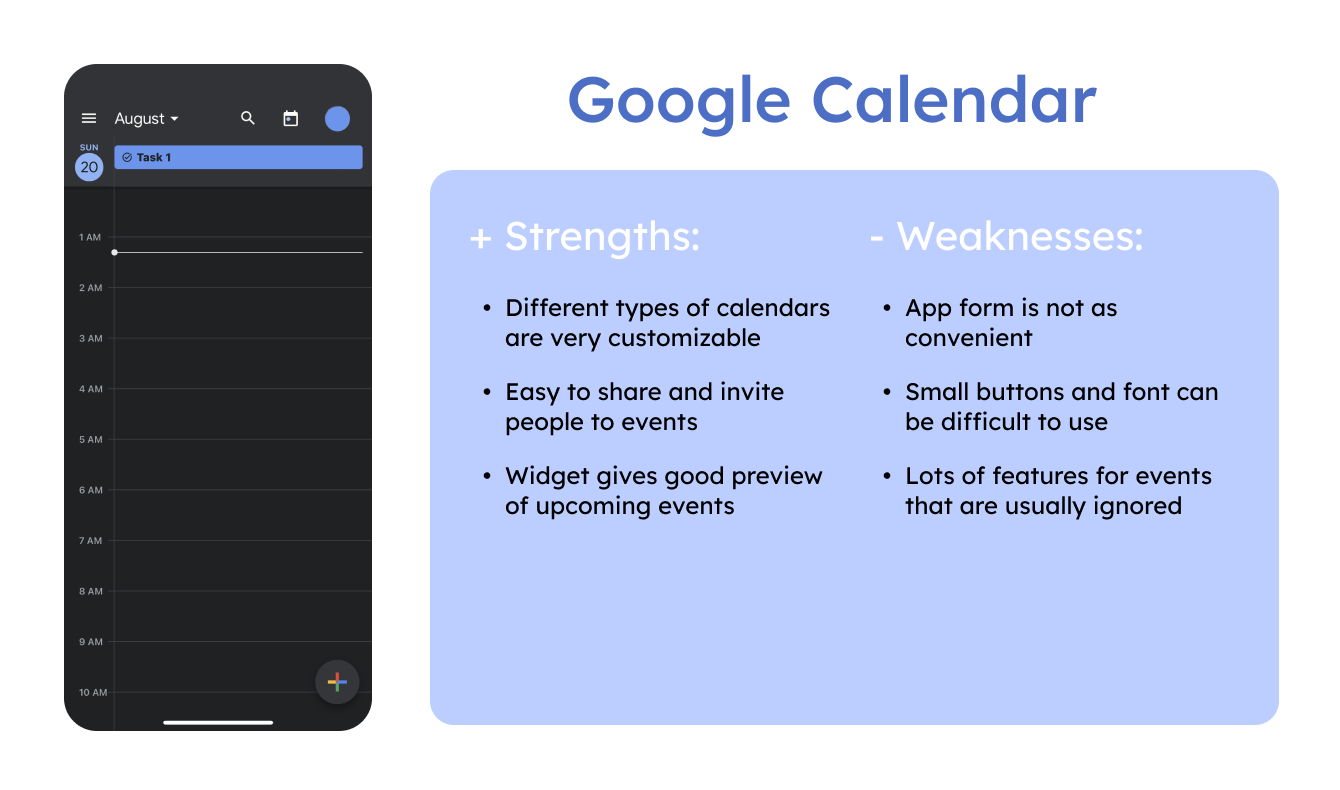 August
SUN
20
Task 1
1 AM
2 AM
3 AM
4 AM
5 AM
6 AM
7 AM
8 AM
9 AM
10 AM
Google Calendar
+ Strengths:
• Different types of calendars
are very customizable
• Easy to share and invite
people to events
• Widget gives good preview
of upcoming events
- Weaknesses:
• App form is not as
convenient
• Small buttons and font can
be difficult to use
• Lots of features for events
that are usually ignored